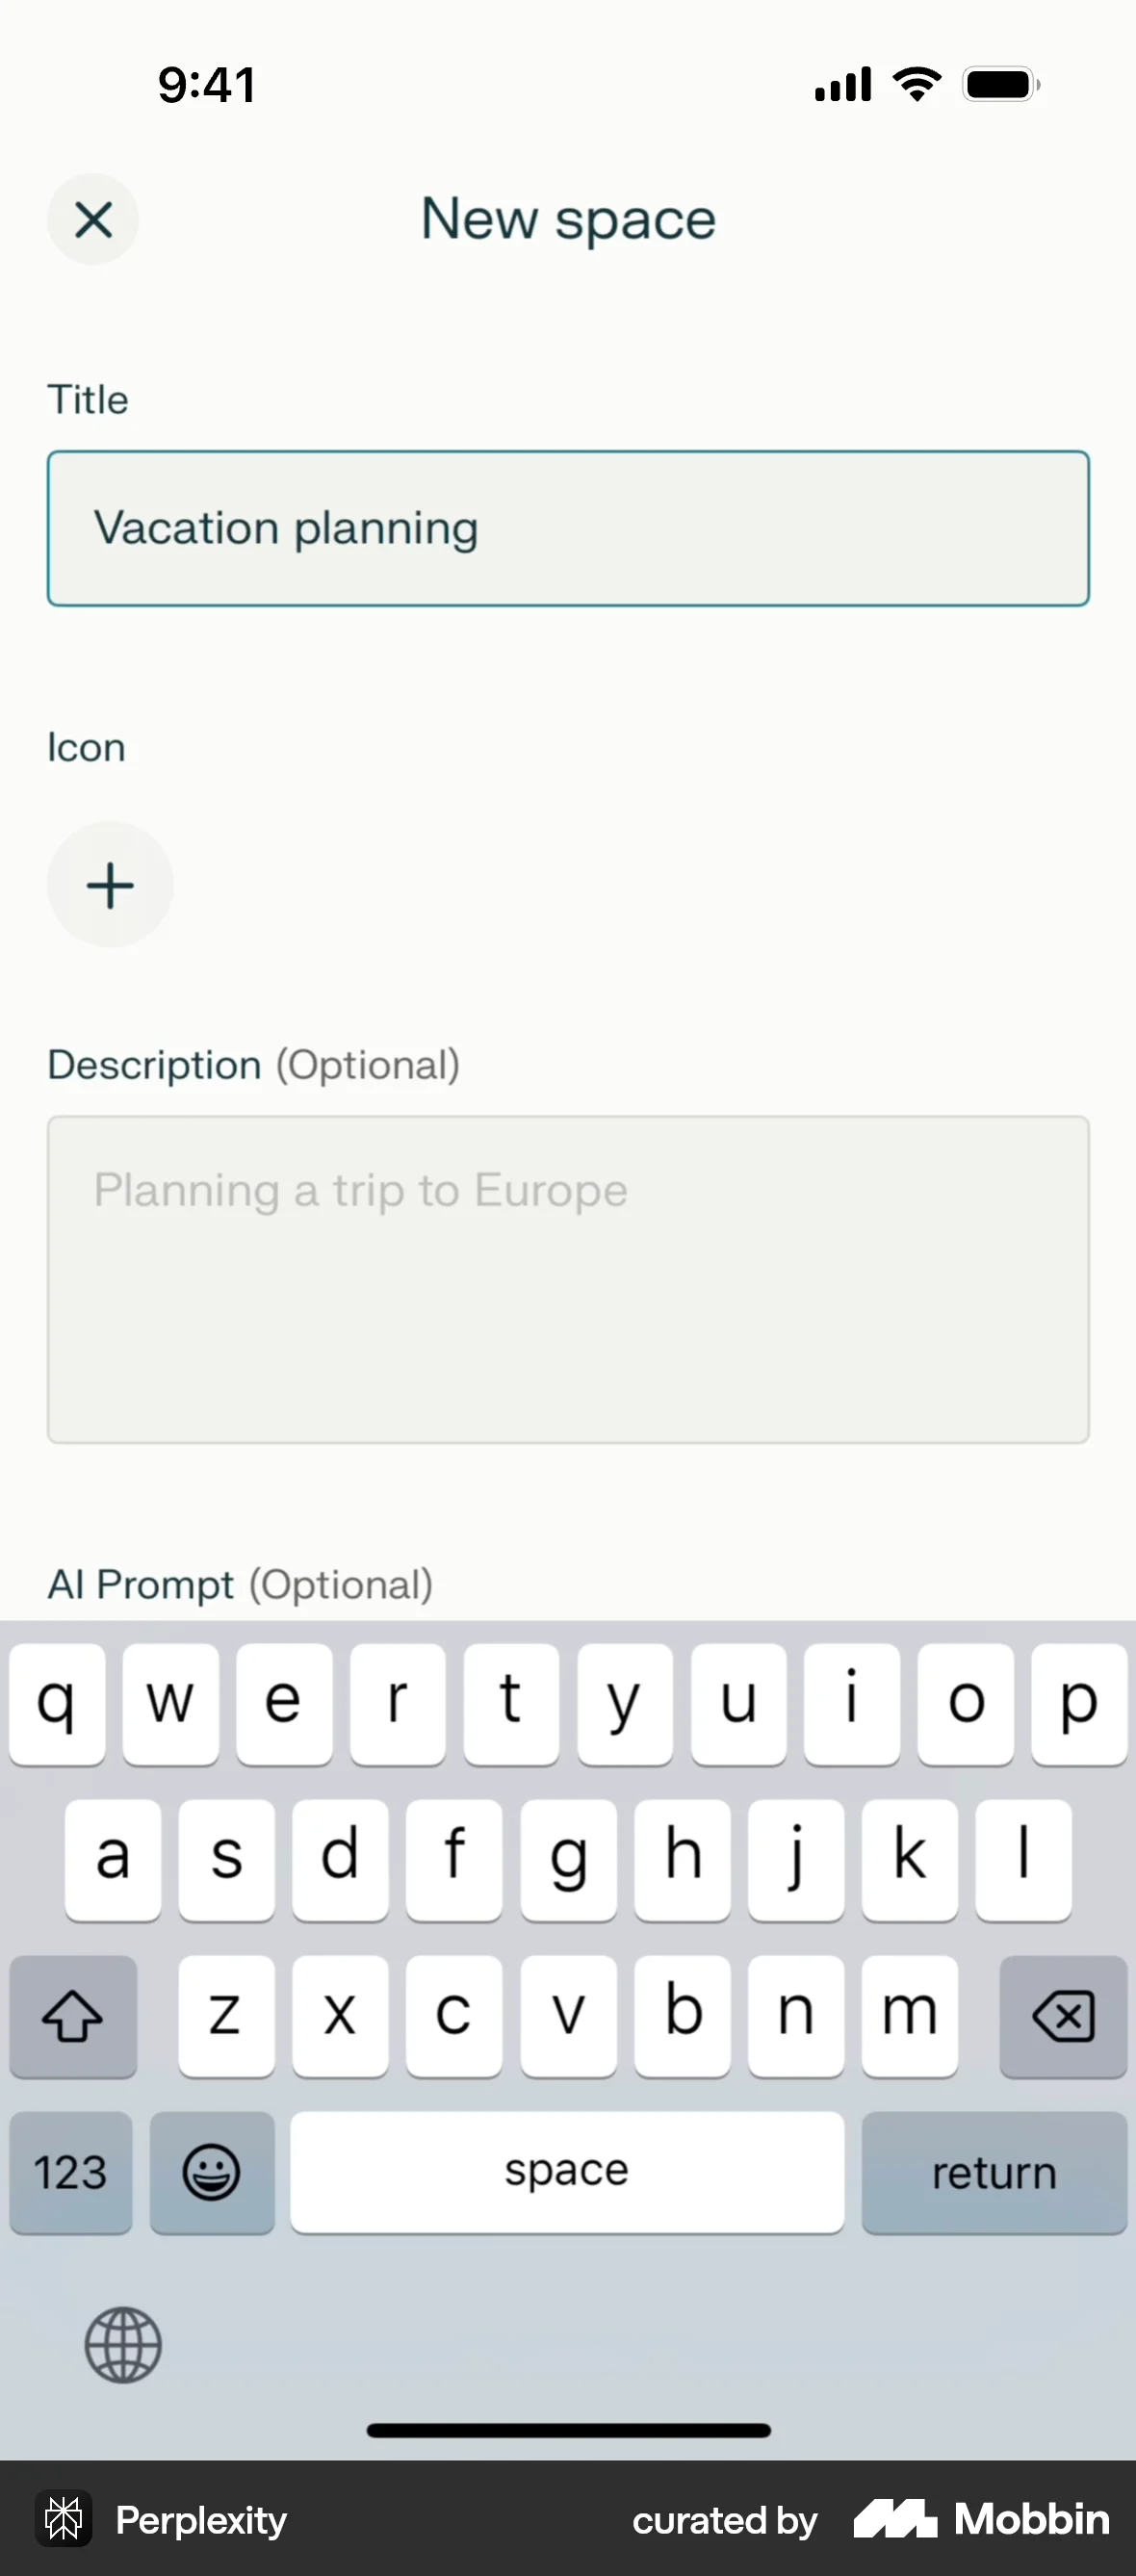 9:41
New space
Title
Vacation planning
Icon
Description (Optional)
Planning a trip to Europe
AI Prompt (Optional)
q w e r t y u i o p
a s d f g h j k l
z x c v b n m
123 space return
Perplexity curated by Mobbin